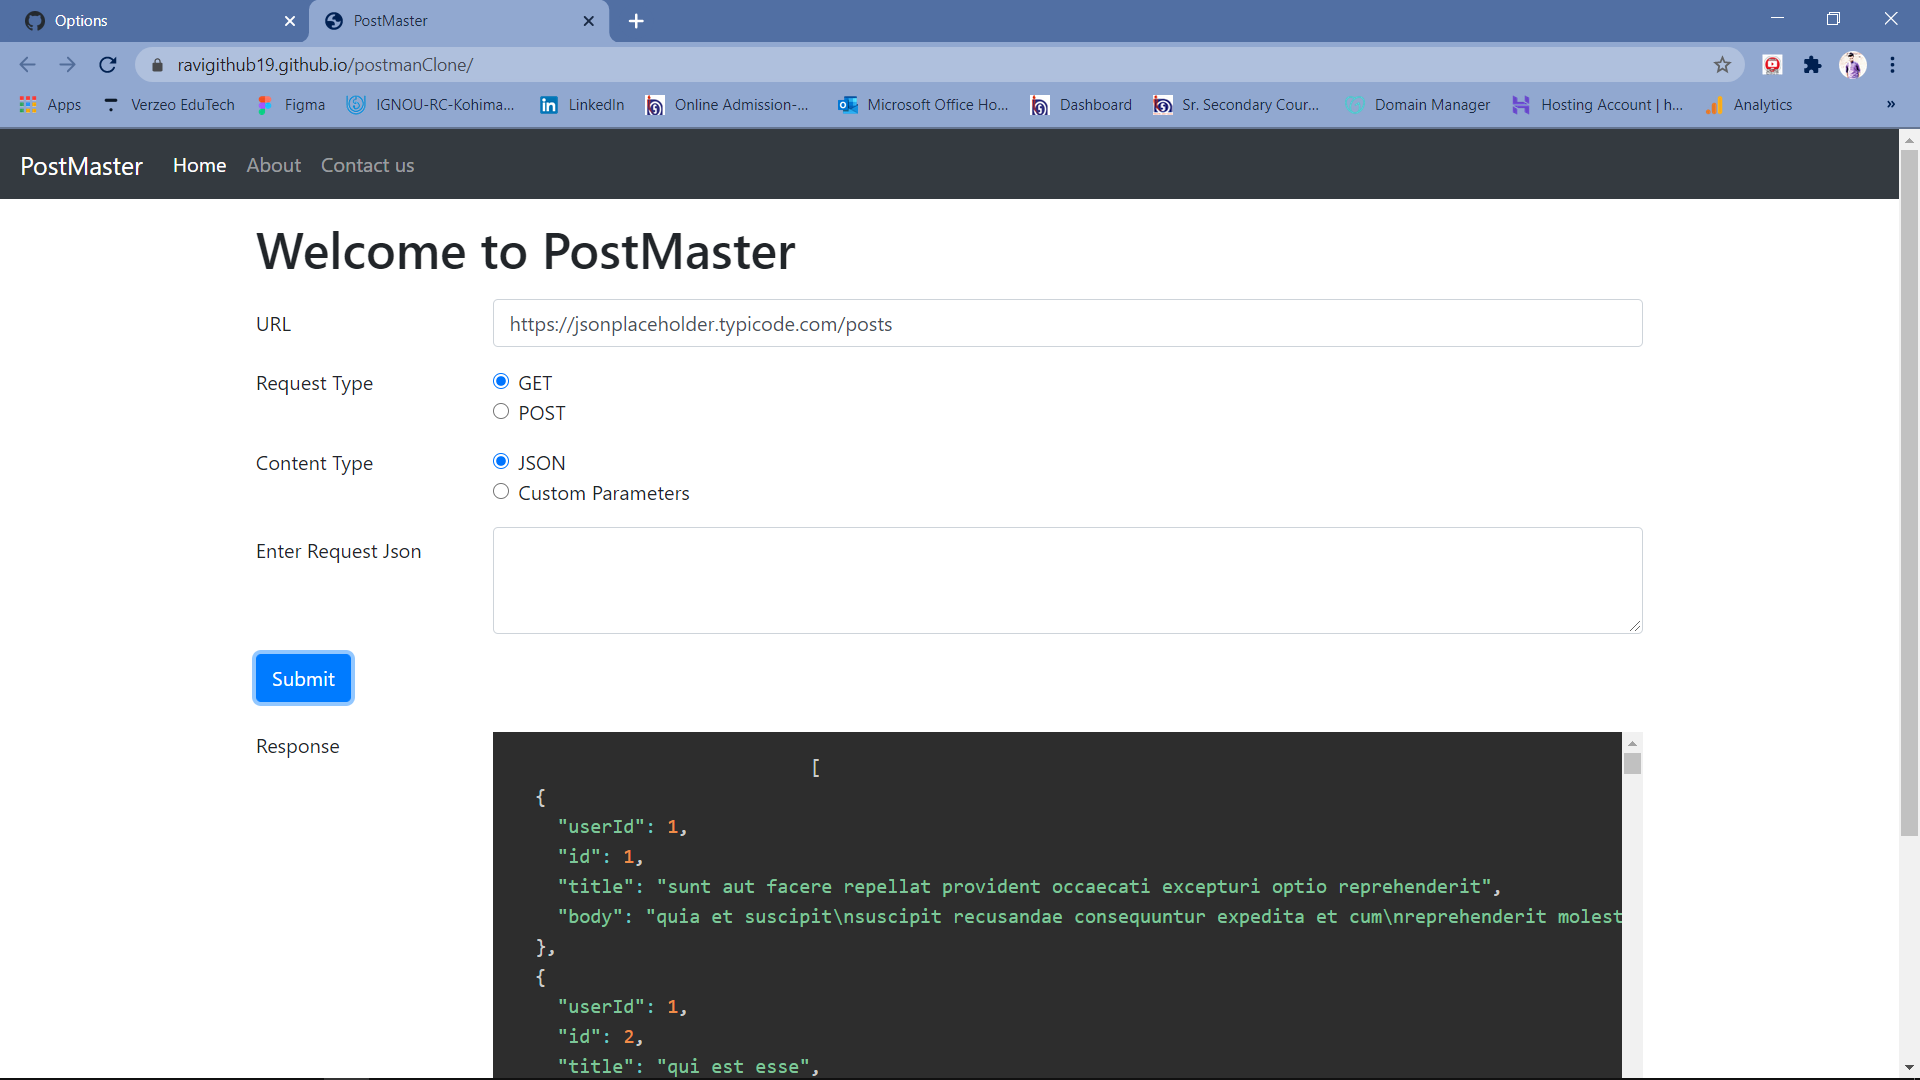 Options
PostMaster
ravigithub19.github.io/postmanClone/
Apps Verzeo EduTech Figma IGNOU-RC-Kohima... LinkedIn Online Admission-... Microsoft Office Ho... Dashboard Sr. Secondary Cour... Domain Manager Hosting Account | h... Analytics »
PostMaster Home About Contact us
Welcome to PostMaster
URL https://jsonplaceholder.typicode.com/posts
Request Type GET
POST
Content Type JSON
Custom Parameters
Enter Request Json
Submit
Response
[
{
"userId": 1,
"id": 1,
"title": "sunt aut facere repellat provident occaecati excepturi optio reprehenderit",
"body": "quia et suscipit\nsuscipit recusandae consequuntur expedita et cum\nreprehenderit molest
},
{
"userId": 1,
"id": 2,
"title": "qui est esse",